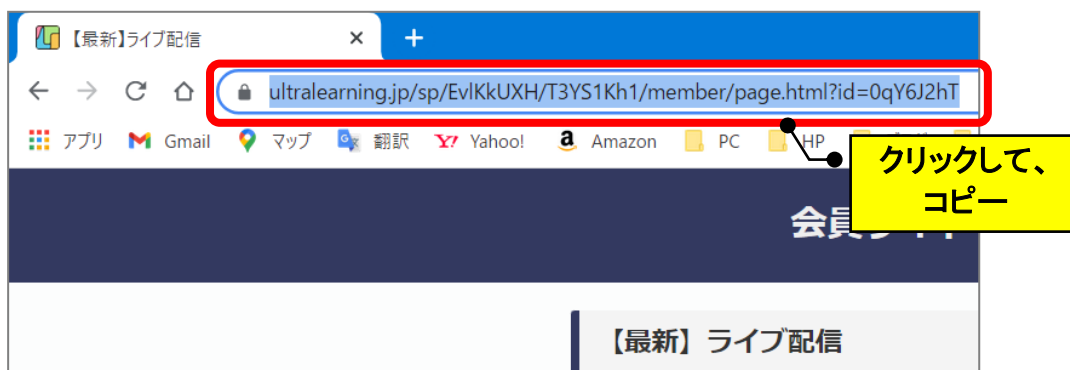 【最新】ライブ配信
ultralearning.jp/sp/EvlKkUXH/T3YS1Kh1/member/page.html?id=0qY6J2hT
アプリ Gmail マップ 翻訳 Yahoo! Amazon PC HP
クリックして、
コピー
会員
【最新】ライブ配信